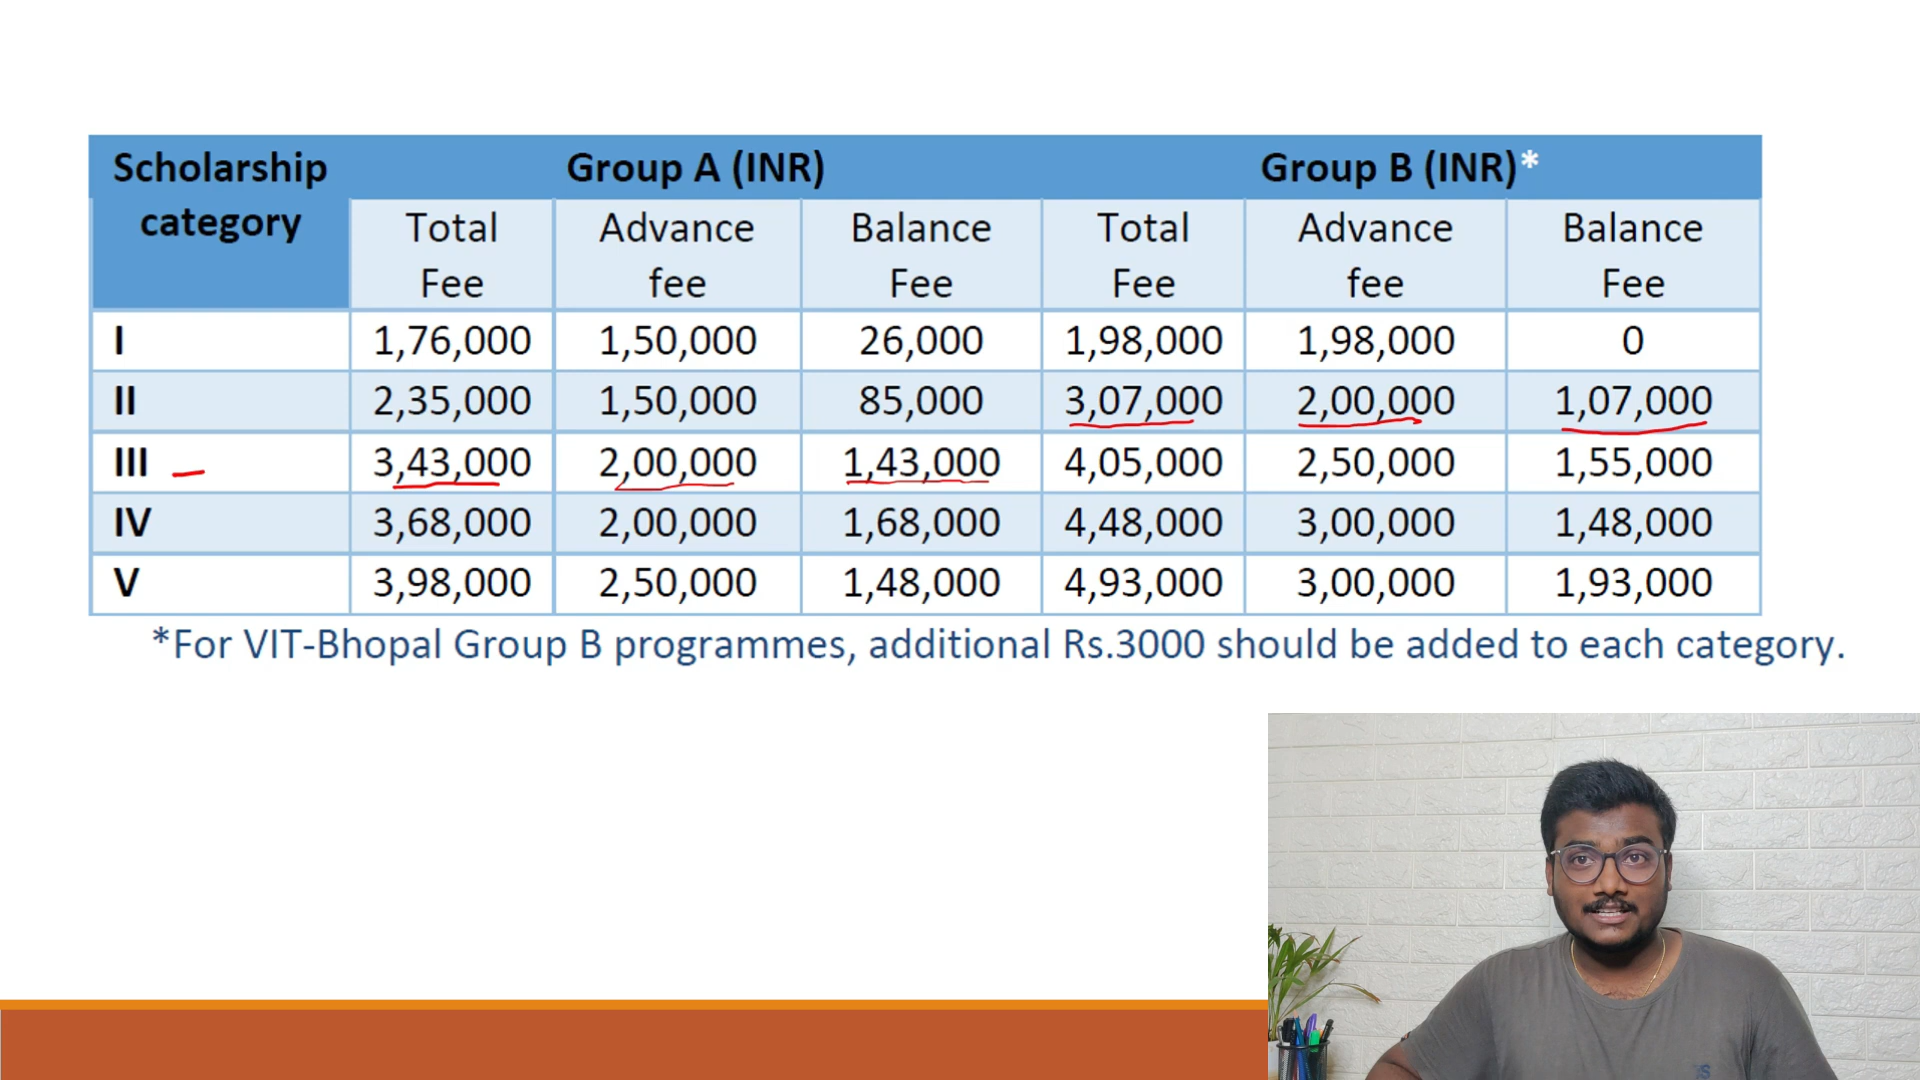 Scholarship category Group A (INR) Group B (INR)*
Total Fee Advance fee Balance Fee Total Fee Advance fee Balance Fee
I 1,76,000 1,50,000 26,000 1,98,000 1,98,000 0
II 2,35,000 1,50,000 85,000 3,07,000 2,00,000 1,07,000
III 3,43,000 2,00,000 1,43,000 4,05,000 2,50,000 1,55,000
IV 3,68,000 2,00,000 1,68,000 4,48,000 3,00,000 1,48,000
V 3,98,000 2,50,000 1,48,000 4,93,000 3,00,000 1,93,000
*For VIT-Bhopal Group B programmes, additional Rs.3000 should be added to each category.